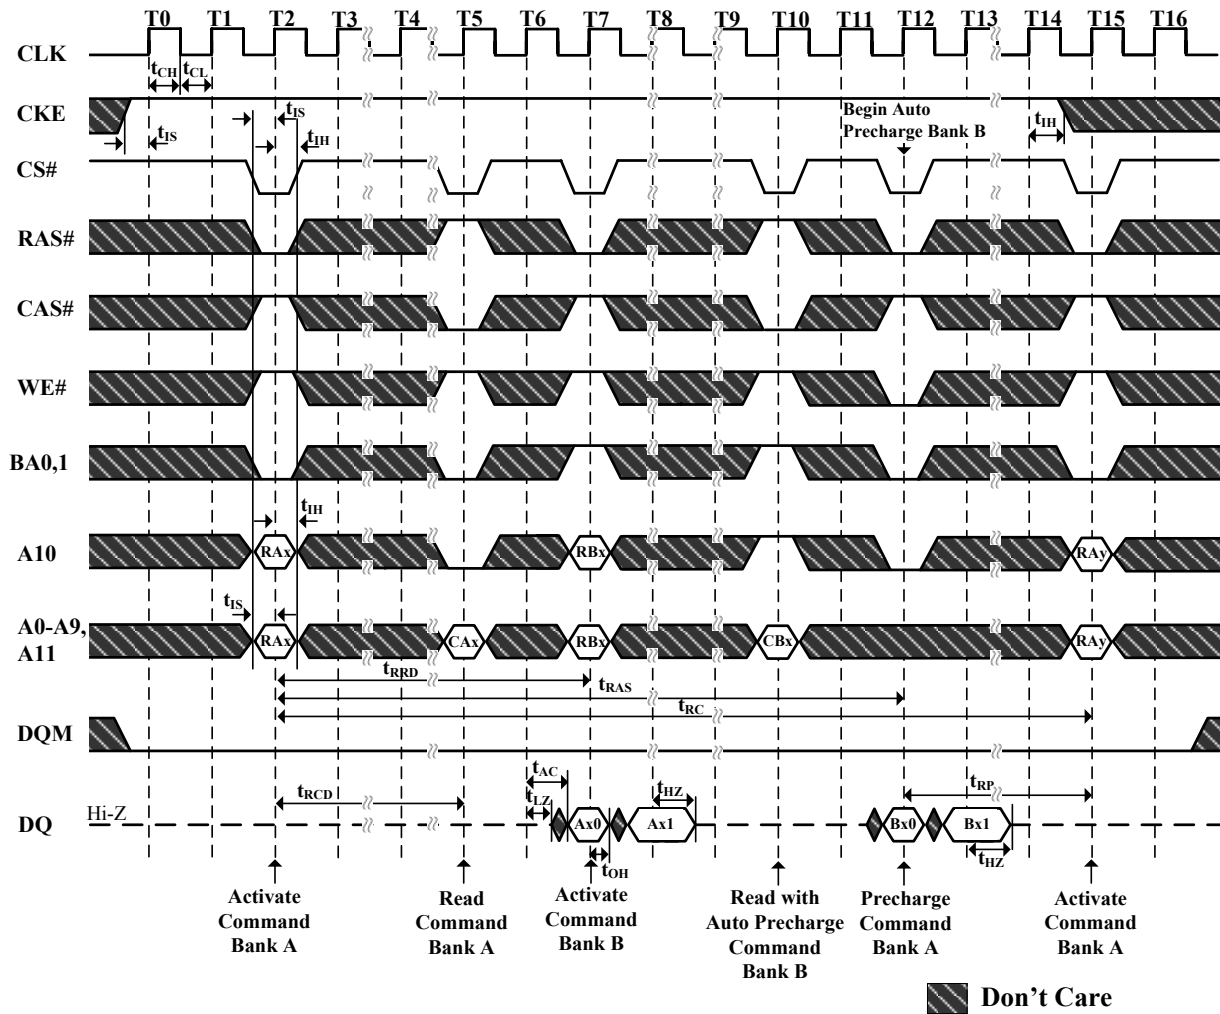 T0 T1 T2 T3 T4 T5 T6 T7 T8 T9 T10 T11 T12 T13 T14 T15 T16
CLK
tCH tCL
CKE
tIS
tIS
tIH
Begin Auto
Precharge Bank B
tIH
CS#
RAS#
CAS#
WE#
BA0,1
tIH
A10
RAx RBx RAy
tIS
A0-A9,
A11
RAx CAx RBx CBx RAy
tRRD
tRAS
tRC
DQM
tRCD
tAC
tLZ
tHZ
tRP
Hi-Z
DQ
Ax0 Ax1 Bx0 Bx1
tOH
tHZ
Activate
Command
Bank A
Read
Command
Bank A
Activate
Command
Bank B
Read with
Auto Precharge
Command
Bank B
Precharge
Command
Bank A
Activate
Command
Bank A
Don't Care